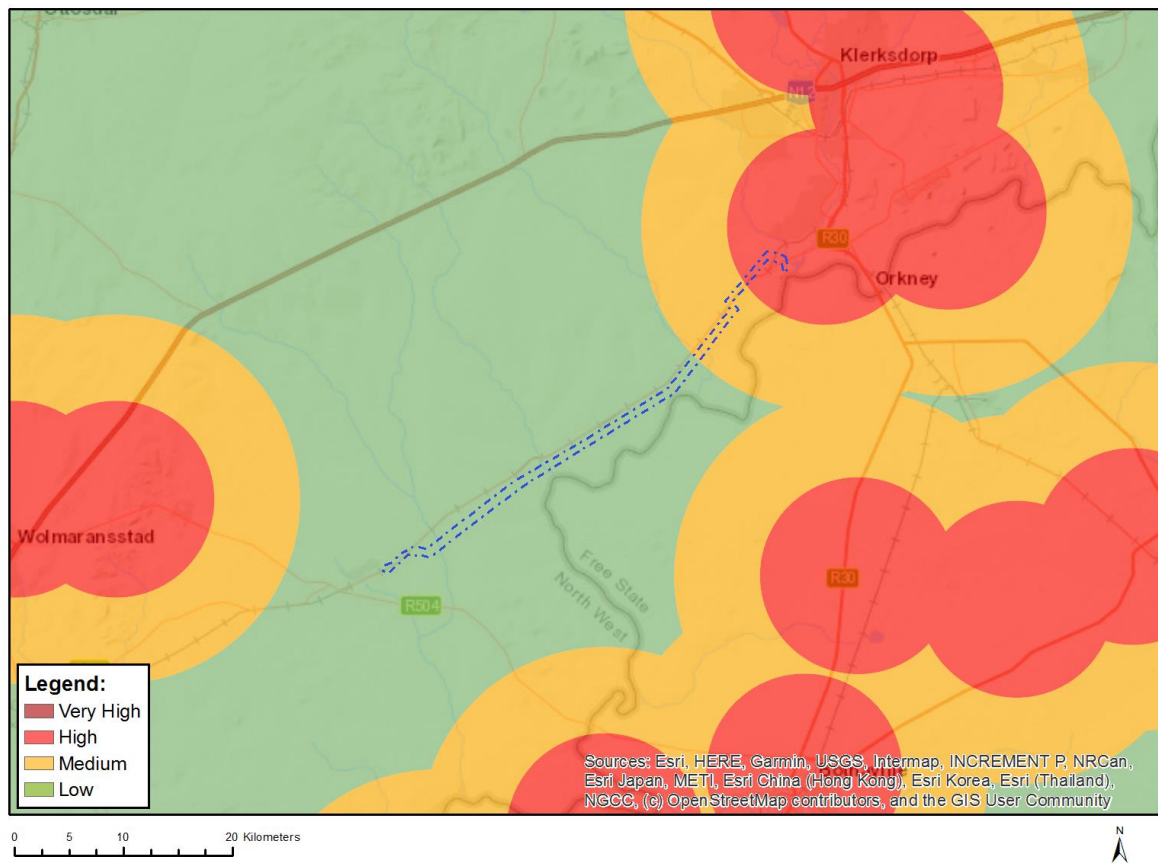 Klerksdorp
N12
R30
Orkney
Wolmaransstad
Free State
North West
R504
R30
Legend:
Very High
High
Medium
Low
Sources: Esri, HERE, Garmin, USGS, Intermap, INCREMENT P, NRCan,
Esri Japan, METI, Esri China (Hong Kong), Esri Korea, Esri (Thailand),
NGCC, (c) OpenStreetMap contributors, and the GIS User Community
0 5 10 20 Kilometers
N